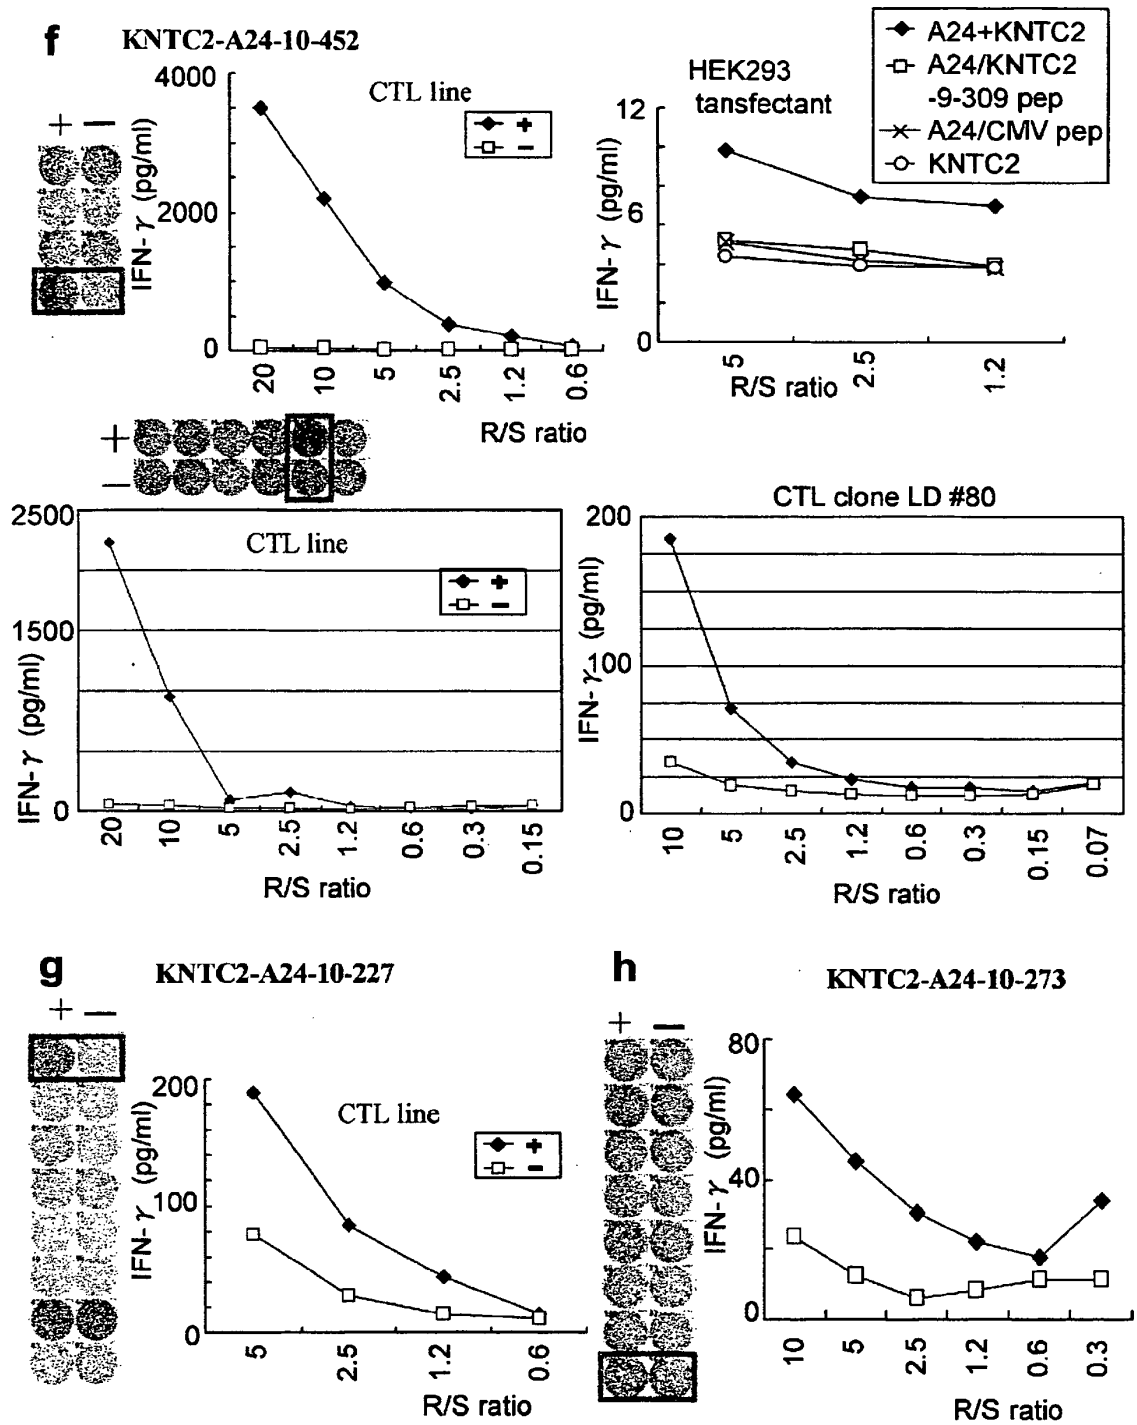 f KNTC2-A24-10-452
+ −
4000
2000
0
IFN-γ (pg/ml)
CTL line
+
−
20 10 5 2.5 1.2 0.6
R/S ratio
HEK293
tansfectant
A24+KNTC2
A24/KNTC2
-9-309 pep
A24/CMV pep
KNTC2
12
6
0
IFN-γ (pg/ml)
5 2.5 1.2
R/S ratio
+
−
2500
1500
0
IFN-γ (pg/ml)
CTL line
+
−
20 10 5 2.5 1.2 0.6 0.3 0.15
R/S ratio
CTL clone LD #80
200
100
0
IFN-γ (pg/ml)
10 5 2.5 1.2 0.6 0.3 0.15 0.07
R/S ratio
g KNTC2-A24-10-227
+ −
200
100
0
IFN-γ (pg/ml)
CTL line
+
−
5 2.5 1.2 0.6
R/S ratio
h KNTC2-A24-10-273
+ −
80
40
0
IFN-γ (pg/ml)
10 5 2.5 1.2 0.6 0.3
R/S ratio